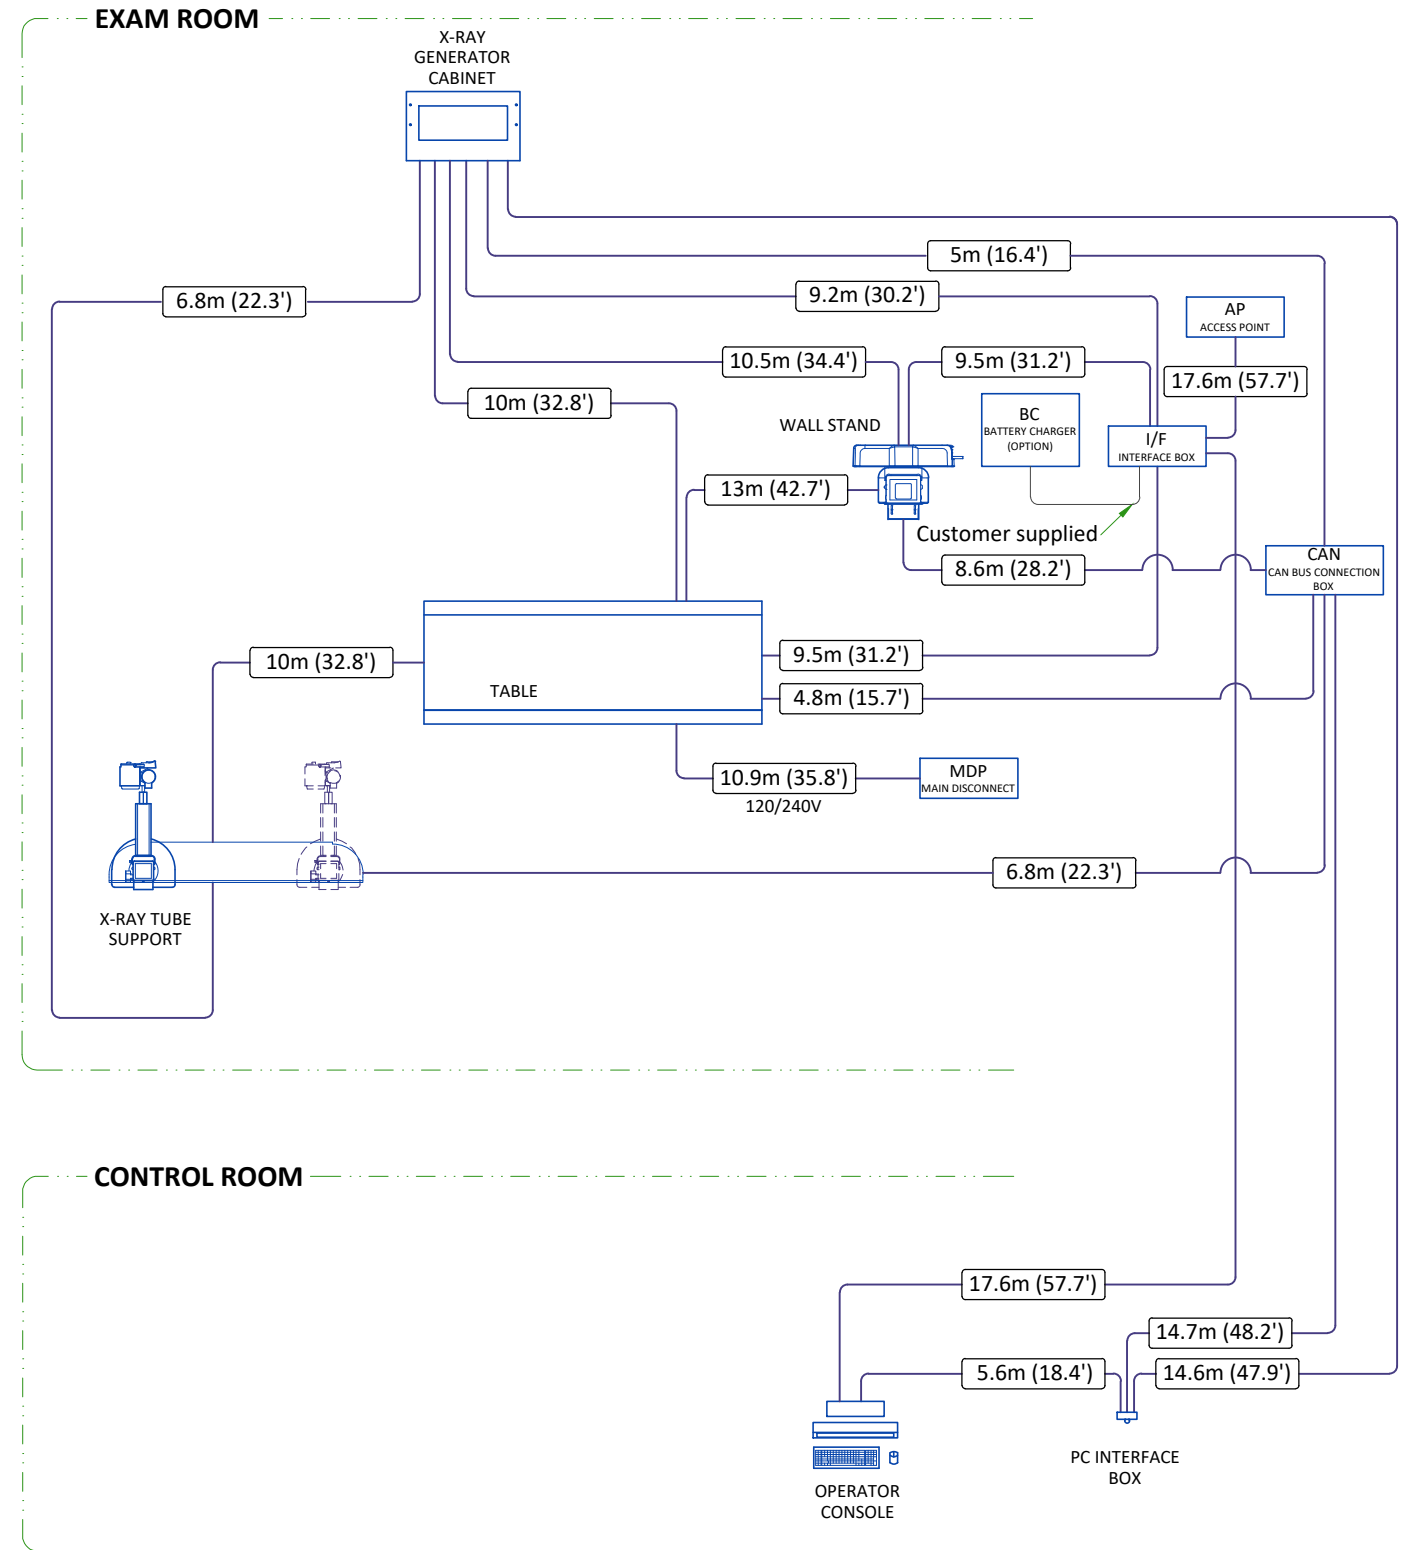 EXAM ROOM
X-RAY
GENERATOR
CABINET
5m (16.4')
6.8m (22.3')
9.2m (30.2')
AP
ACCESS POINT
10.5m (34.4')
9.5m (31.2')
17.6m (57.7')
10m (32.8')
WALL STAND
BC
BATTERY CHARGER
(OPTION)
I/F
INTERFACE BOX
13m (42.7')
Customer supplied
8.6m (28.2')
CAN
CAN BUS CONNECTION
BOX
10m (32.8')
9.5m (31.2')
TABLE
4.8m (15.7')
10.9m (35.8')
120/240V
MDP
MAIN DISCONNECT
6.8m (22.3')
X-RAY TUBE
SUPPORT
CONTROL ROOM
17.6m (57.7')
14.7m (48.2')
5.6m (18.4')
14.6m (47.9')
PC INTERFACE
BOX
OPERATOR
CONSOLE